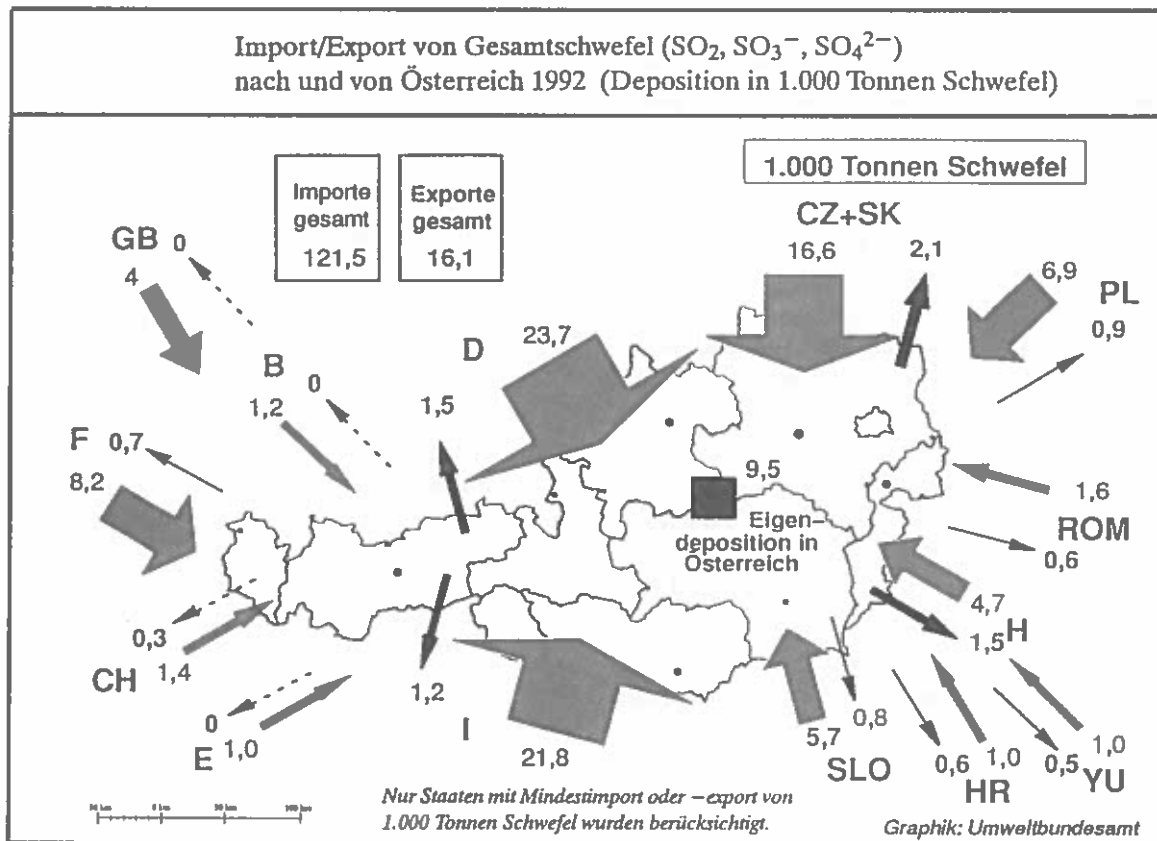 Import/Export von Gesamtschwefel (SO₂, SO₃⁻, SO₄²⁻)
nach und von Österreich 1992 (Deposition in 1.000 Tonnen Schwefel)
Importe
gesamt
121,5
Exporte
gesamt
16,1
1.000 Tonnen Schwefel
CZ+SK
16,6
2,1
GB
0
4
6,9
PL
0,9
D
23,7
B
0
1,2
1,5
F
0,7
8,2
9,5
Eigen–
deposition in
Österreich
1,6
ROM
0,6
4,7
H
1,5
0,3
CH
1,4
0
E
1,0
1,2
I
21,8
5,7
0,8
SLO
0,6
1,0
HR
0,5
1,0
YU
Nur Staaten mit Mindestimport oder –export von
1.000 Tonnen Schwefel wurden berücksichtigt.
Graphik: Umweltbundesamt